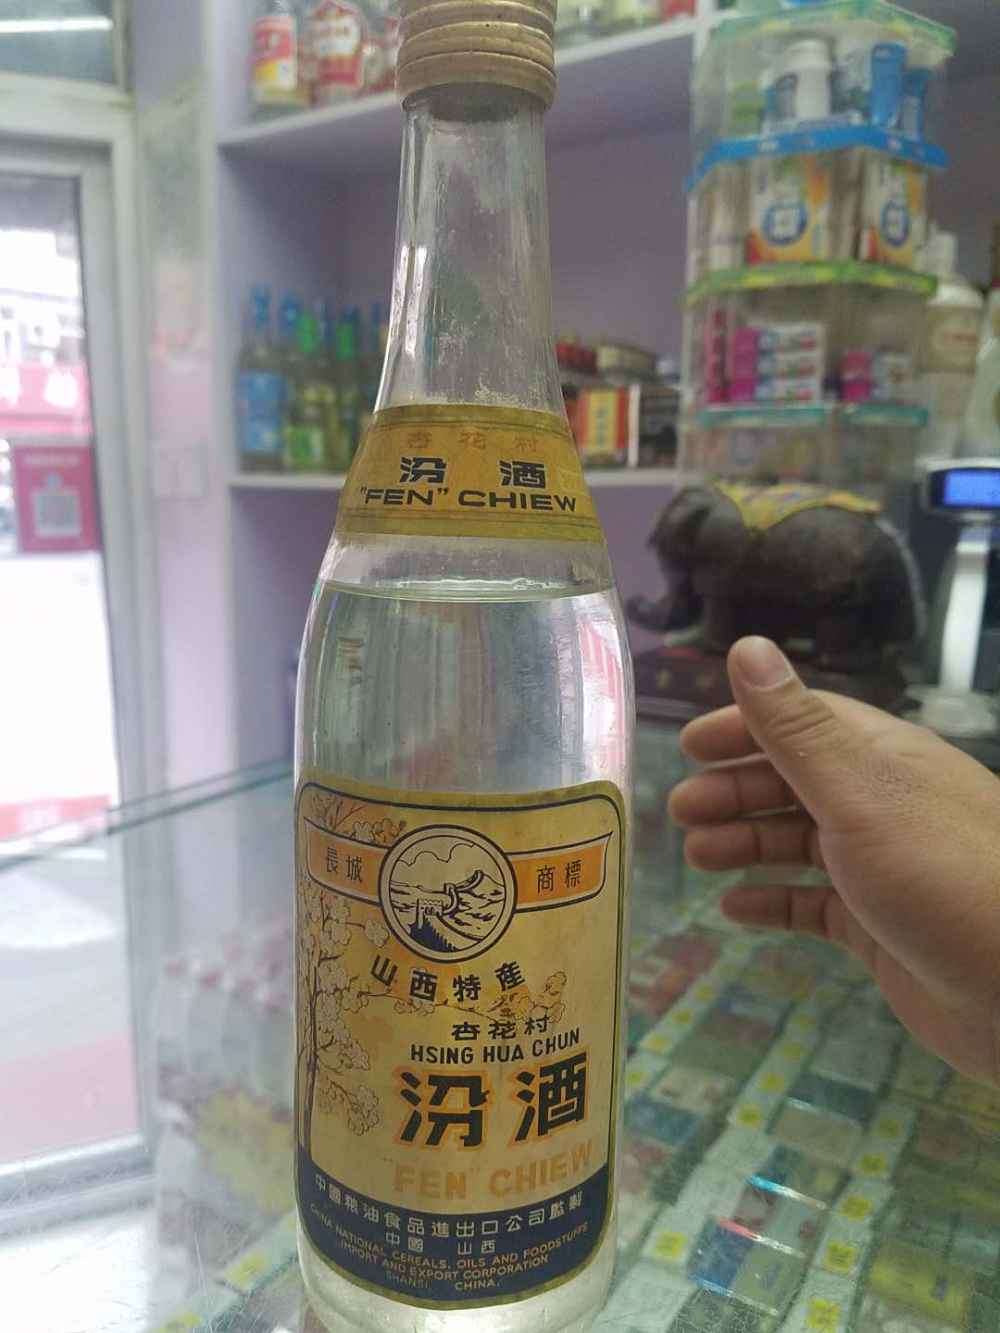 杏花村
汾酒
"FEN" CHIEW
長城 商標
山西特産
杏花村
HSING HUA CHUN
汾酒
"FEN" CHIEW
中國粮油食品進出口公司監製
中國 山西
CHINA NATIONAL CEREALS, OILS AND FOODSTUFFS
IMPORT AND EXPORT CORPORATION
SHANSI CHINA.